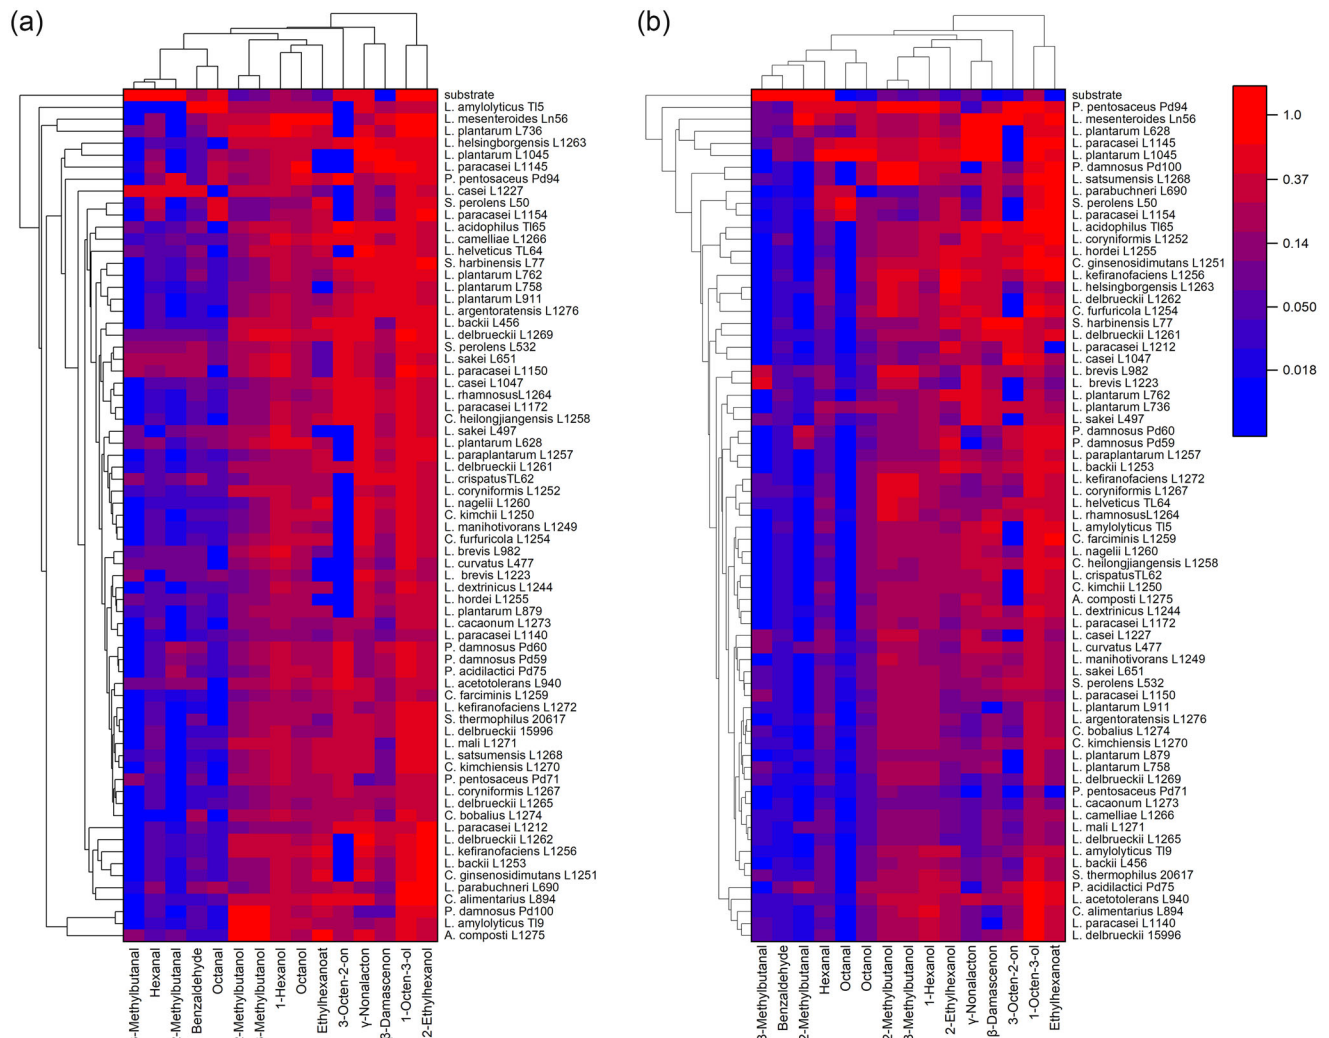 (a)
substrate
L. amylolyticus Tl5
L. mesenteroides Ln56
L. plantarum L736
L. helsingborgensis L1263
L. plantarum L1045
L. paracasei L1145
P. pentosaceus Pd94
L. casei L1227
S. perolens L50
L. paracasei L1154
L. acidophilus Tl65
L. camelliae L1266
L. helveticus TL64
S. harbinensis L77
L. plantarum L762
L. plantarum L758
L. plantarum L911
L. argentoratensis L1276
L. backii L456
L. delbrueckii L1269
S. perolens L532
L. sakei L651
L. paracasei L1150
L. casei L1047
L. rhamnosusL1264
L. paracasei L1172
C. heilongjiangensis L1258
L. sakei L497
L. plantarum L628
L. paraplantarum L1257
L. delbrueckii L1261
L. crispatusTL62
L. coryniformis L1252
L. nagelii L1260
C. kimchii L1250
L. manihotivorans L1249
C. furfuricola L1254
L. brevis L982
L. curvatus L477
L.  brevis L1223
L. dextrinicus L1244
L. hordei L1255
L. plantarum L879
L. cacaonum L1273
L. paracasei L1140
P. damnosus Pd60
P. damnosus Pd59
P. acidilactici Pd75
L. acetotolerans L940
C. farciminis L1259
L. kefiranofaciens L1272
S. thermophilus 20617
L. delbrueckii 15996
L. mali L1271
L. satsumensis L1268
C. kimchiensis L1270
P. pentosaceus Pd71
L. coryniformis L1267
L. delbrueckii L1265
C. bobalius L1274
L. paracasei L1212
L. delbrueckii L1262
L. kefiranofaciens L1256
L. backii L1253
C. ginsenosidimutans L1251
L. parabuchneri L690
C. alimentarius L894
P. damnosus Pd100
L. amylolyticus Tl9
A. composti L1275
-Methylbutanal
Hexanal
-Methylbutanal
Benzaldehyde
Octanal
-Methylbutanol
-Methylbutanol
1-Hexanol
Octanol
Ethylhexanoat
3-Octen-2-on
γ-Nonalacton
β-Damascenon
1-Octen-3-ol
2-Ethylhexanol
(b)
substrate
P. pentosaceus Pd94
L. mesenteroides Ln56
L. plantarum L628
L. paracasei L1145
L. plantarum L1045
P. damnosus Pd100
L. satsumensis L1268
L. parabuchneri L690
S. perolens L50
L. paracasei L1154
L. acidophilus Tl65
L. coryniformis L1252
L. hordei L1255
C. ginsenosidimutans L1251
L. kefiranofaciens L1256
L. helsingborgensis L1263
L. delbrueckii L1262
C. furfuricola L1254
S. harbinensis L77
L. delbrueckii L1261
L. paracasei L1212
L. casei L1047
L. brevis L982
L.  brevis L1223
L. plantarum L762
L. plantarum L736
L. sakei L497
P. damnosus Pd60
P. damnosus Pd59
L. paraplantarum L1257
L. backii L1253
L. kefiranofaciens L1272
L. coryniformis L1267
L. helveticus TL64
L. rhamnosusL1264
L. amylolyticus Tl5
C. farciminis L1259
L. nagelii L1260
C. heilongjiangensis L1258
L. crispatusTL62
C. kimchii L1250
A. composti L1275
L. dextrinicus L1244
L. paracasei L1172
L. casei L1227
L. curvatus L477
L. manihotivorans L1249
L. sakei L651
S. perolens L532
L. paracasei L1150
L. plantarum L911
L. argentoratensis L1276
C. bobalius L1274
C. kimchiensis L1270
L. plantarum L879
L. plantarum L758
L. delbrueckii L1269
P. pentosaceus Pd71
L. cacaonum L1273
L. camelliae L1266
L. mali L1271
L. delbrueckii L1265
L. amylolyticus Tl9
L. backii L456
S. thermophilus 20617
P. acidilactici Pd75
L. acetotolerans L940
C. alimentarius L894
L. paracasei L1140
L. delbrueckii 15996
3-Methylbutanal
Benzaldehyde
2-Methylbutanal
Hexanal
Octanal
Octanol
2-Methylbutanol
3-Methylbutanol
1-Hexanol
2-Ethylhexanol
γ-Nonalacton
β-Damascenon
3-Octen-2-on
1-Octen-3-ol
Ethylhexanoat
1.0
0.37
0.14
0.050
0.018